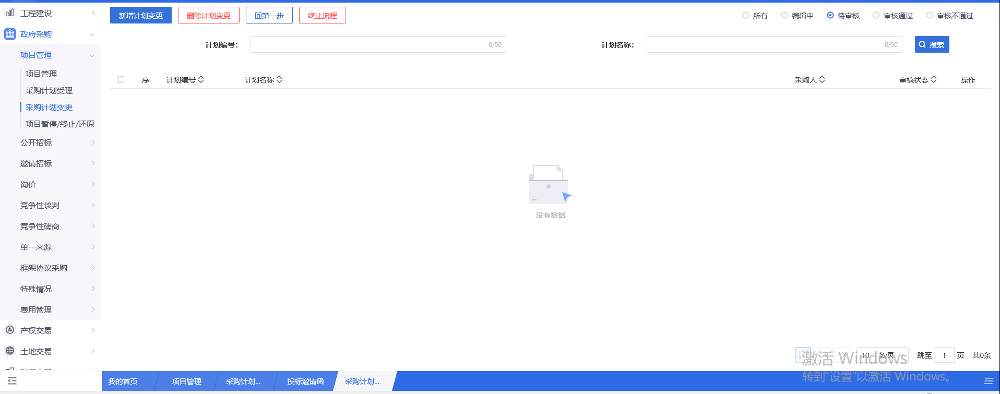 工程建设
政府采购
项目管理
项目管理
采购计划受理
采购计划变更
项目暂停/终止/还原
公开招标
邀请招标
询价
竞争性谈判
竞争性磋商
单一来源
框架协议采购
特殊情况
费用管理
产权交易
土地交易
新增计划变更 删除计划变更 回第一步 终止流程 所有 编辑中 待审核 审核通过 审核不通过
计划编号： 0/50 计划名称： 0/50 搜索
序 计划编号 计划名称 采购人 审核状态 操作
没有数据
10 条/页 跳至 1 页 共0条
激活 Windows
转到"设置"以激活 Windows。
我的首页 项目管理 采购计划... 投标邀请函 采购计划...